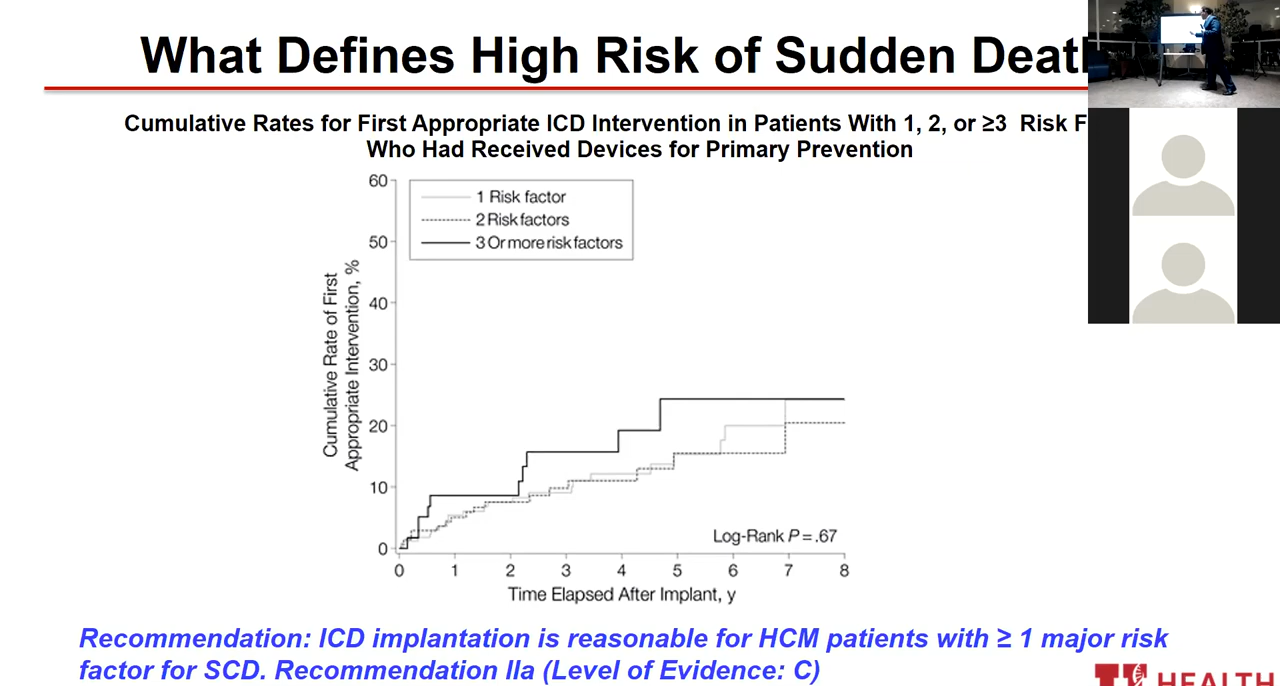 What Defines High Risk of Sudden Death
Cumulative Rates for First Appropriate ICD Intervention in Patients With 1, 2, or ≥3 Risk F
Who Had Received Devices for Primary Prevention
60
50
40
30
20
10
0
Cumulative Rate of First
Appropriate Intervention, %
1 Risk factor
2 Risk factors
3 Or more risk factors
Log-Rank P = .67
0 1 2 3 4 5 6 7 8
Time Elapsed After Implant, y
Recommendation: ICD implantation is reasonable for HCM patients with ≥ 1 major risk
factor for SCD. Recommendation IIa (Level of Evidence: C)
HEALTH